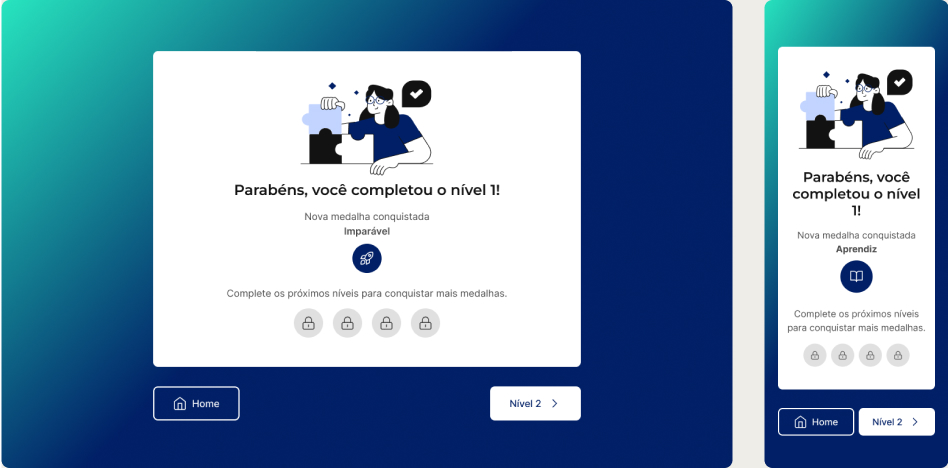 Parabéns, você completou o nível 1!
Nova medalha conquistada
Imparável
Complete os próximos níveis para conquistar mais medalhas.
Home
Nível 2
Parabéns, você
completou o nível
1!
Nova medalha conquistada
Aprendiz
Complete os próximos níveis
para conquistar mais medalhas.
Home
Nível 2